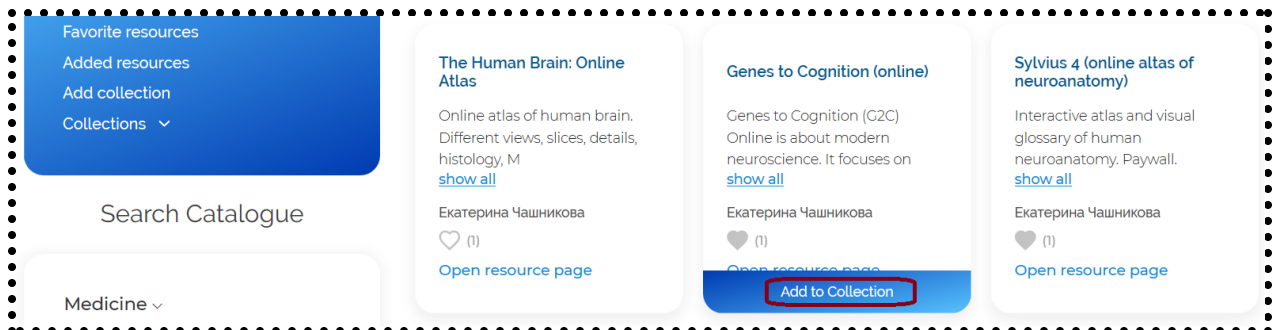 Favorite resources
Added resources
Add collection
Collections
Search Catalogue
Medicine
The Human Brain: Online
Atlas
Online atlas of human brain.
Different views, slices, details,
histology, M
show all
Екатерина Чашникова
(1)
Open resource page
Genes to Cognition (online)
Genes to Cognition (G2C)
Online is about modern
neuroscience. It focuses on
show all
Екатерина Чашникова
(1)
Open resource page
Add to Collection
Sylvius 4 (online altas of
neuroanatomy)
Interactive atlas and visual
glossary of human
neuroanatomy. Paywall.
show all
Екатерина Чашникова
(1)
Open resource page